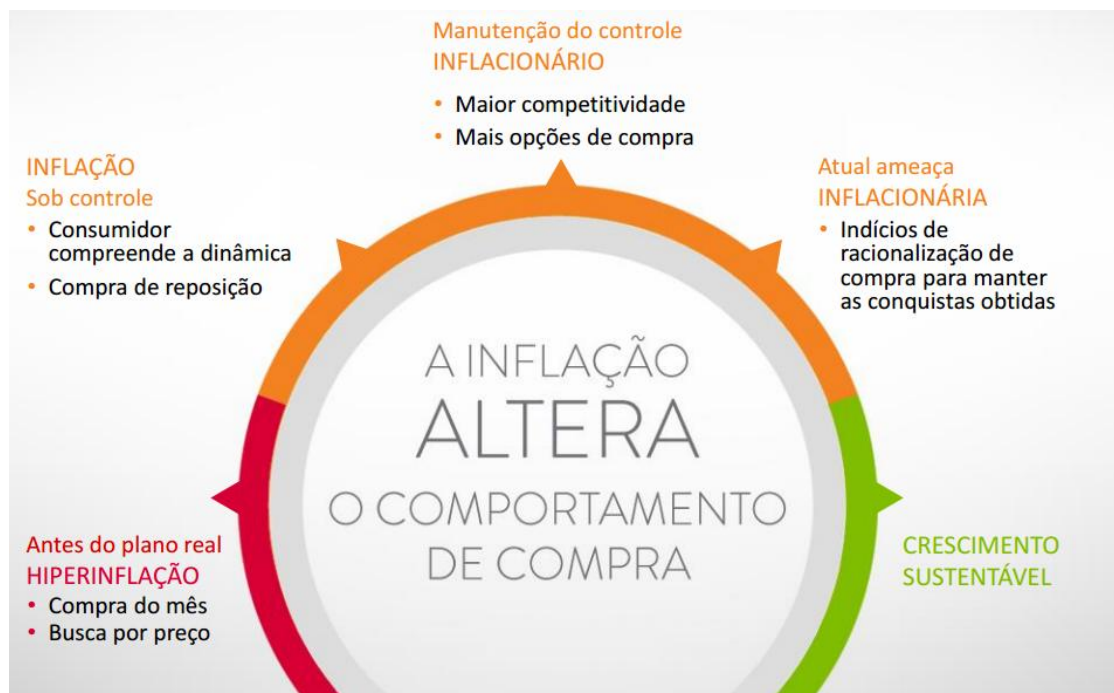 Manutenção do controle
INFLACIONÁRIO
• Maior competitividade
• Mais opções de compra
INFLAÇÃO
Sob controle
• Consumidor
compreende a dinâmica
• Compra de reposição
Atual ameaça
INFLACIONÁRIA
• Indícios de
racionalização de
compra para manter
as conquistas obtidas
A INFLAÇÃO
ALTERA
O COMPORTAMENTO
DE COMPRA
Antes do plano real
HIPERINFLAÇÃO
• Compra do mês
• Busca por preço
CRESCIMENTO
SUSTENTÁVEL